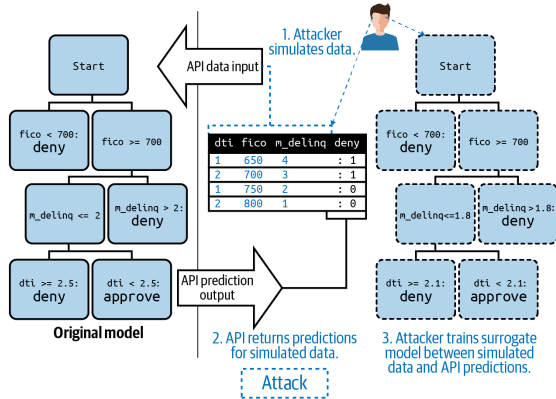 1. Attacker
simulates data.
Start
API data input
Start
fico < 700:
deny
fico >= 700
dti fico m_delinq deny
1 650 4 : 1
2 700 3 : 1
1 750 2 : 0
2 800 1 : 0
fico < 700:
deny
fico >= 700
m_delinq <= 2
m_delinq > 2:
deny
m_delinq<=1.8
m_delinq >1.8:
deny
dti >= 2.5:
deny
dti < 2.5:
approve
API prediction
output
dti >= 2.1:
deny
dti < 2.1:
approve
Original model
2. API returns predictions
for simulated data.
3. Attacker trains surrogate
model between simulated
data and API predictions.
Attack